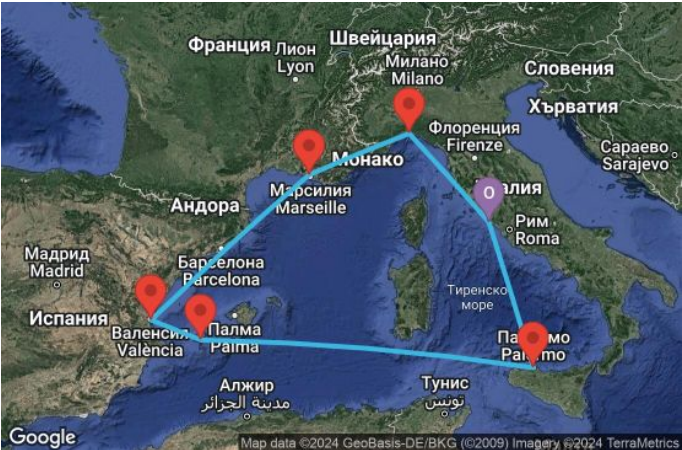 Франция
Лион
Lyon
Швейцария
Милано
Milano
Словения
Хърватия
Флоренция
Firenze
Сараево
Sarajevo
Монако
Марсилия
Marseille
Андора
О
алия
Рим
Roma
Мадрид
Madrid
Барселона
Barcelona
Тиренско
море
Испания
Валенсия
València
Палма
Palma
Палермо
Palermo
Алжир
مدينة الجزائر
Тунис
تونس
Google
Map data ©2024 GeoBasis-DE/BKG (©2009) Imagery ©2024 TerraMetrics